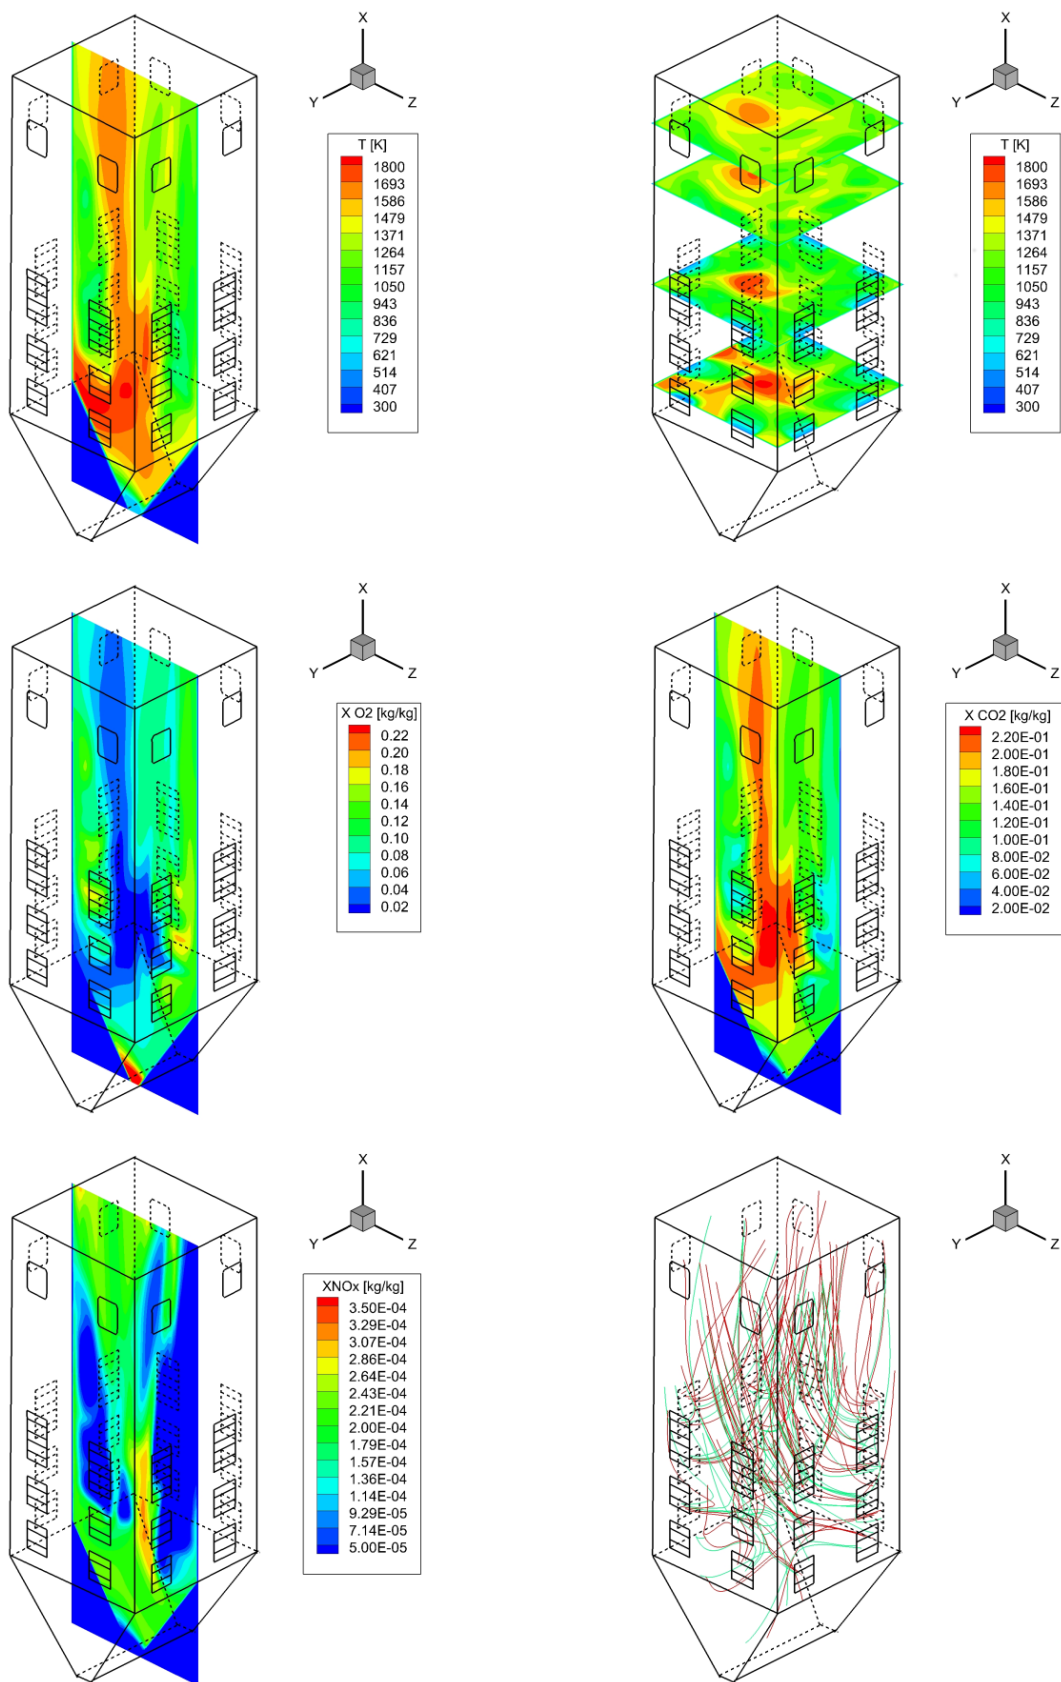 X
Y
Z
T [K]
1800
1693
1586
1479
1371
1264
1157
1050
943
836
729
621
514
407
300
X
Y
Z
T [K]
1800
1693
1586
1479
1371
1264
1157
1050
943
836
729
621
514
407
300
X
Y
Z
X O2 [kg/kg]
0.22
0.20
0.18
0.16
0.14
0.12
0.10
0.08
0.06
0.04
0.02
X
Y
Z
X CO2 [kg/kg]
2.20E-01
2.00E-01
1.80E-01
1.60E-01
1.40E-01
1.20E-01
1.00E-01
8.00E-02
6.00E-02
4.00E-02
2.00E-02
X
Y
Z
XNOx [kg/kg]
3.50E-04
3.29E-04
3.07E-04
2.86E-04
2.64E-04
2.43E-04
2.21E-04
2.00E-04
1.79E-04
1.57E-04
1.36E-04
1.14E-04
9.29E-05
7.14E-05
5.00E-05
X
Y
Z